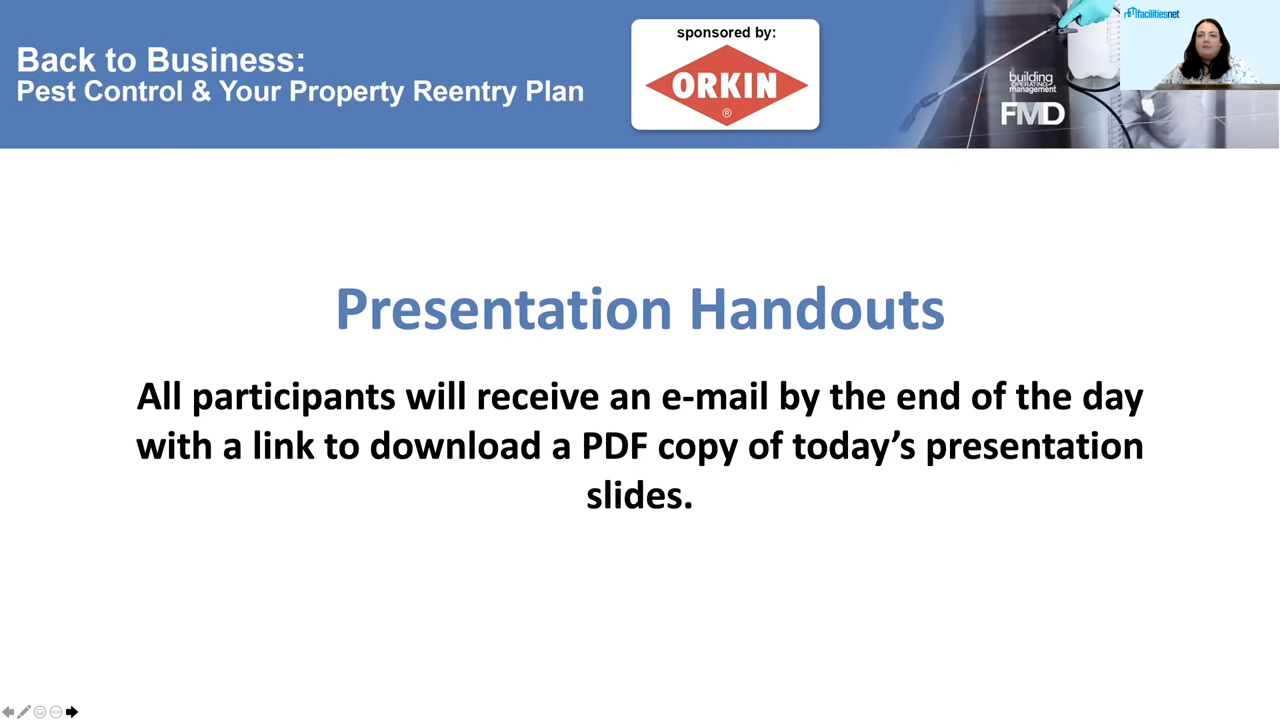 Back to Business:
Pest Control & Your Property Reentry Plan
sponsored by:
ORKIN
®
building
OPERATING
management
FMD
facilitiesnet
Presentation Handouts
All participants will receive an e-mail by the end of the day
with a link to download a PDF copy of today’s presentation
slides.